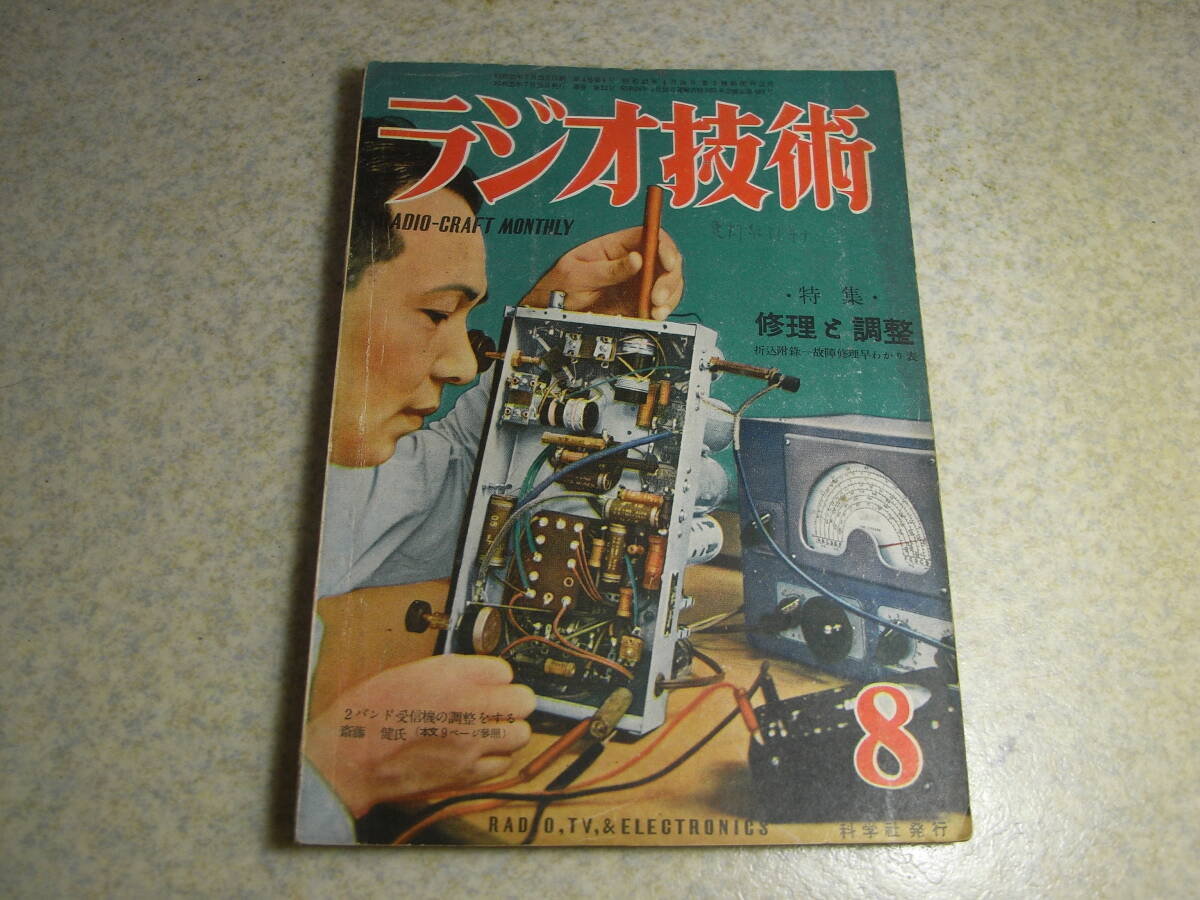 ラジオ技術
RADIO-CRAFT MONTHLY
・特集・
修理と調整
折込附録－故障修理早わかり表
2バンド受信機の調整をする
斎藤 健氏（本文9ページ参照）
8
RADIO, TV, & ELECTRONICS
科学社発行